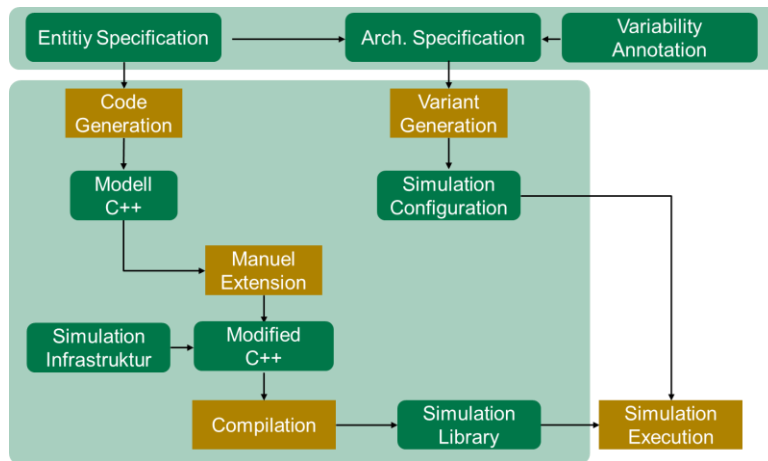 Entitiy Specification
Arch. Specification
Variability
Annotation
Code
Generation
Variant
Generation
Modell
C++
Simulation
Configuration
Manuel
Extension
Simulation
Infrastruktur
Modified
C++
Compilation
Simulation
Library
Simulation
Execution